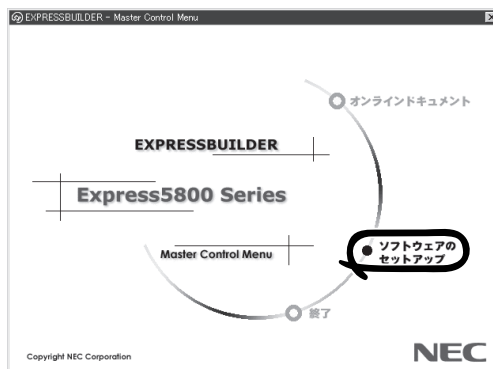 EXPRESSBUILDER - Master Control Menu
オンラインドキュメント
EXPRESSBUILDER
Express5800 Series
Master Control Menu
ソフトウェアの
セットアップ
終了
Copyright NEC Corporation
NEC